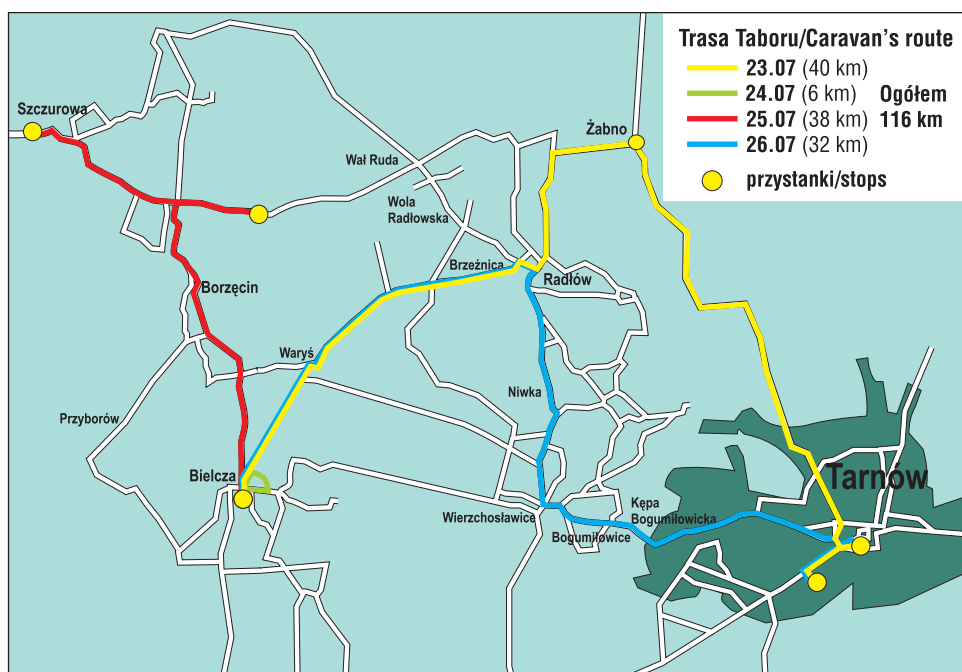 Trasa Taboru/Caravan's route
23.07 (40 km)
24.07 (6 km) Ogółem
25.07 (38 km) 116 km
26.07 (32 km)
przystanki/stops
Szczurowa
Żabno
Wał Ruda
Wola
Radłowska
Brzeźnica
Radłów
Borzęcin
Waryś
Niwka
Przyborów
Bielcza
Tarnów
Wierzchosławice
Kępa
Bogumiłowicka
Bogumiłowice